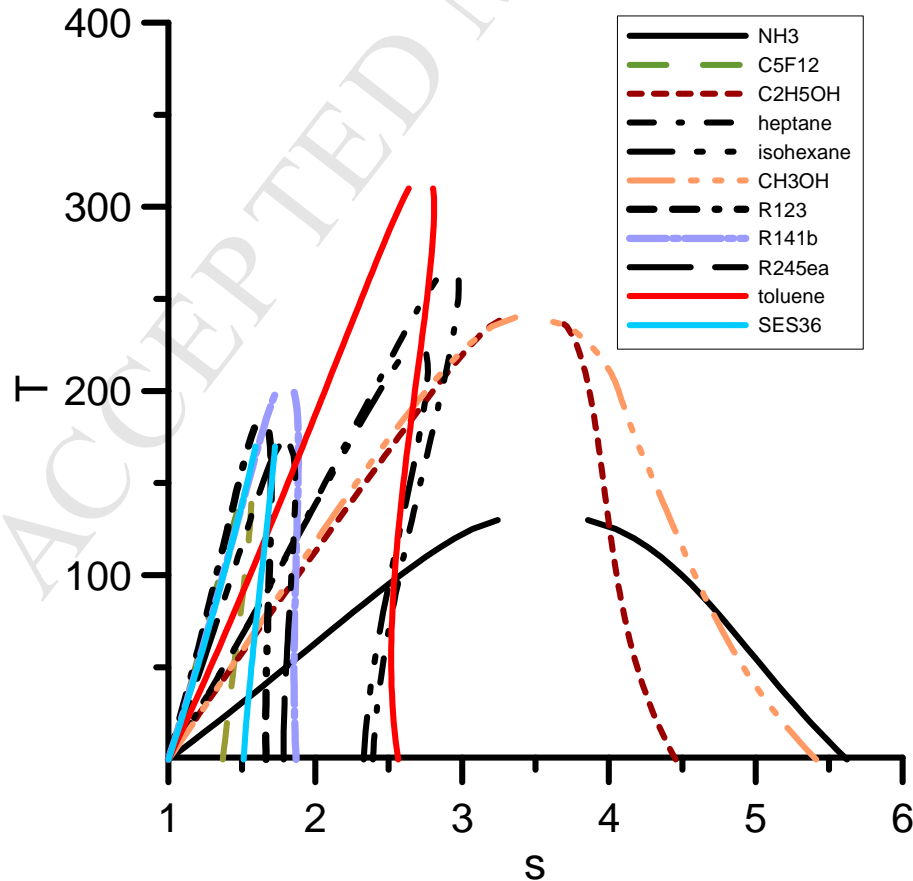 ACCEPTED M
400
300
200
100
T
1 2 3 4 5 6
s
NH3
C5F12
C2H5OH
heptane
isohexane
CH3OH
R123
R141b
R245ea
toluene
SES36